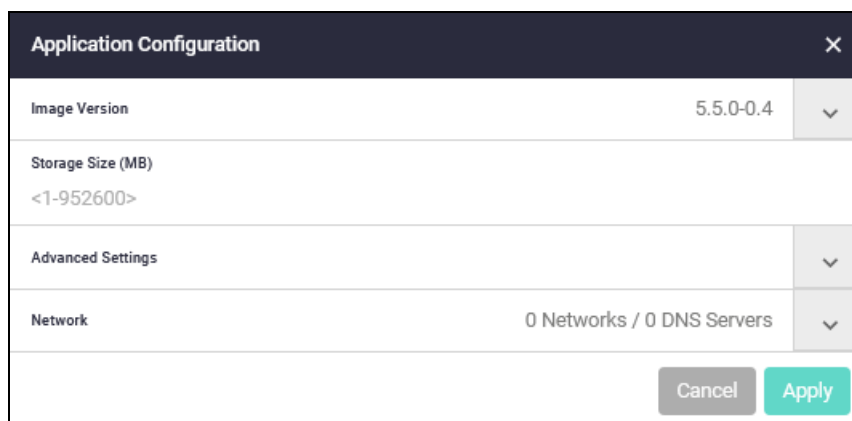 Application Configuration
Image Version 5.5.0-0.4
Storage Size (MB)
<1-952600>
Advanced Settings
Network 0 Networks / 0 DNS Servers
Cancel Apply